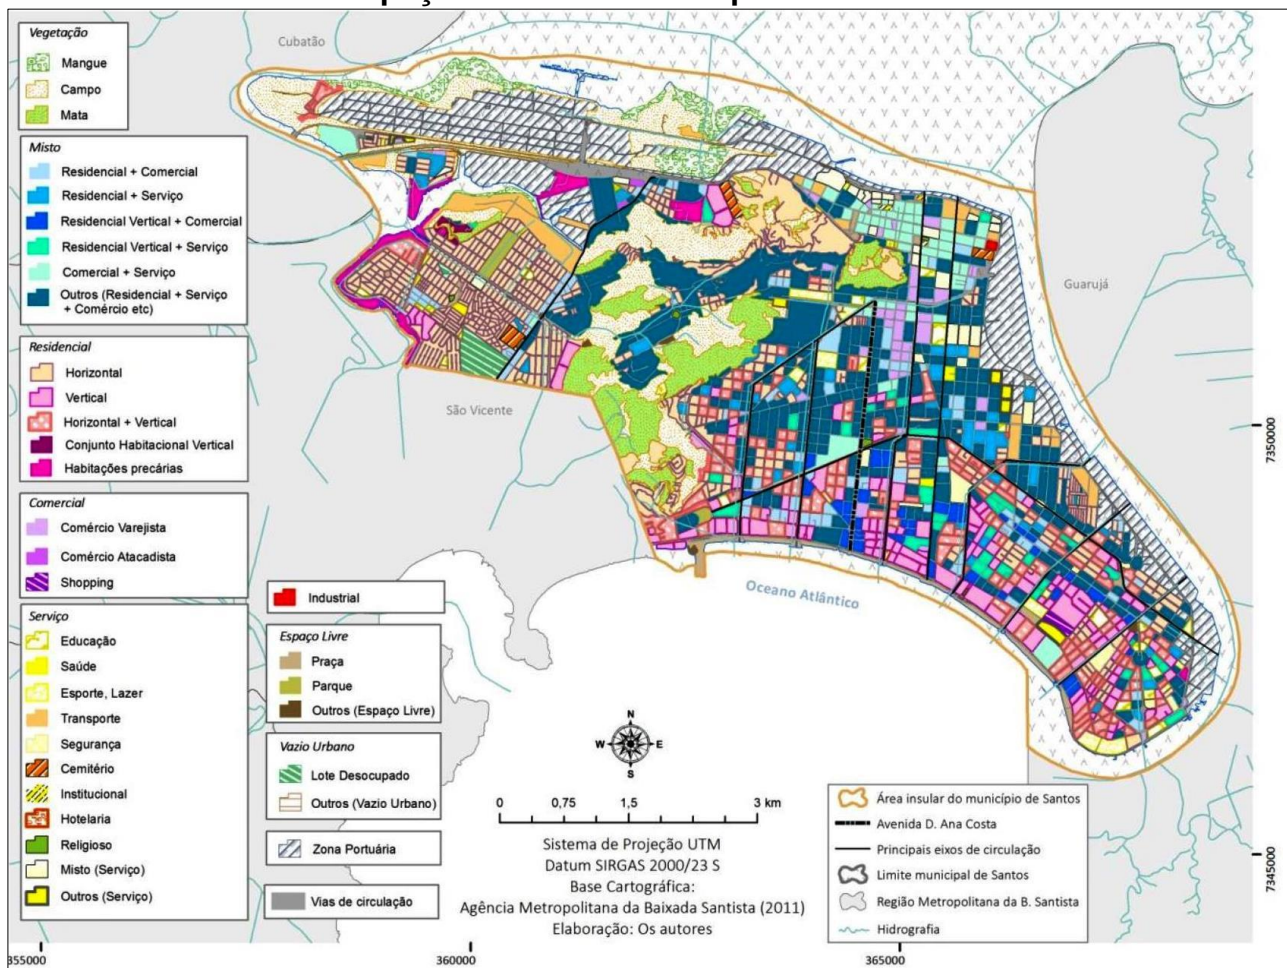 Vegetação
Mangue
Campo
Mata
Misto
Residencial + Comercial
Residencial + Serviço
Residencial Vertical + Comercial
Residencial Vertical + Serviço
Comercial + Serviço
Outros (Residencial + Serviço
+ Comércio etc)
Residencial
Horizontal
Vertical
Horizontal + Vertical
Conjunto Habitacional Vertical
Habitações precárias
Comercial
Comércio Varejista
Comércio Atacadista
Shopping
Serviço
Educação
Saúde
Esporte, Lazer
Transporte
Segurança
Cemitério
Institucional
Hotelaria
Religioso
Misto (Serviço)
Outros (Serviço)
Industrial
Espaço Livre
Praça
Parque
Outros (Espaço Livre)
Vazio Urbano
Lote Desocupado
Outros (Vazio Urbano)
Zona Portuária
Vias de circulação
Cubatão
Guarujá
São Vicente
Oceano Atlântico
N
W E
S
0 0,75 1,5 3 km
Sistema de Projeção UTM
Datum SIRGAS 2000/23 S
Base Cartográfica:
Agência Metropolitana da Baixada Santista (2011)
Elaboração: Os autores
Área insular do município de Santos
Avenida D. Ana Costa
Principais eixos de circulação
Limite municipal de Santos
Região Metropolitana da B. Santista
Hidrografia
7350000
7345000
355000 360000 365000